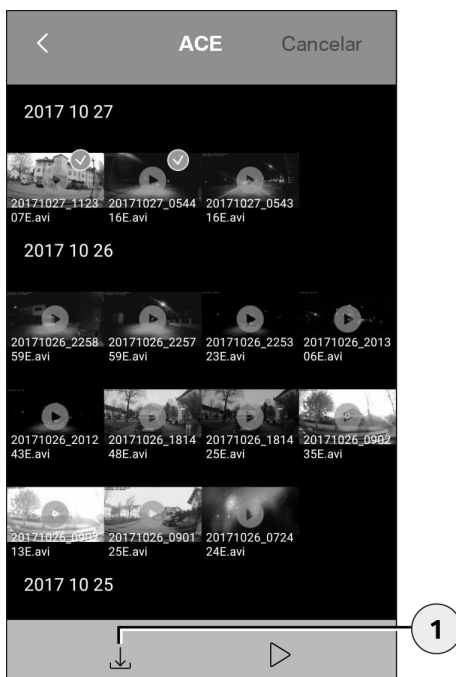 ACE Cancelar
2017 10 27
20171027_1123 20171027_0544 20171027_0543
07E.avi 16E.avi 16E.avi
2017 10 26
20171026_2258 20171026_2257 20171026_2253 20171026_2013
59E.avi 59E.avi 23E.avi 06E.avi
20171026_2012 20171026_1814 20171026_1814 20171026_0902
43E.avi 48E.avi 25E.avi 35E.avi
20171026_0902 20171026_0901 20171026_0724
13E.avi 25E.avi 24E.avi
2017 10 25
1